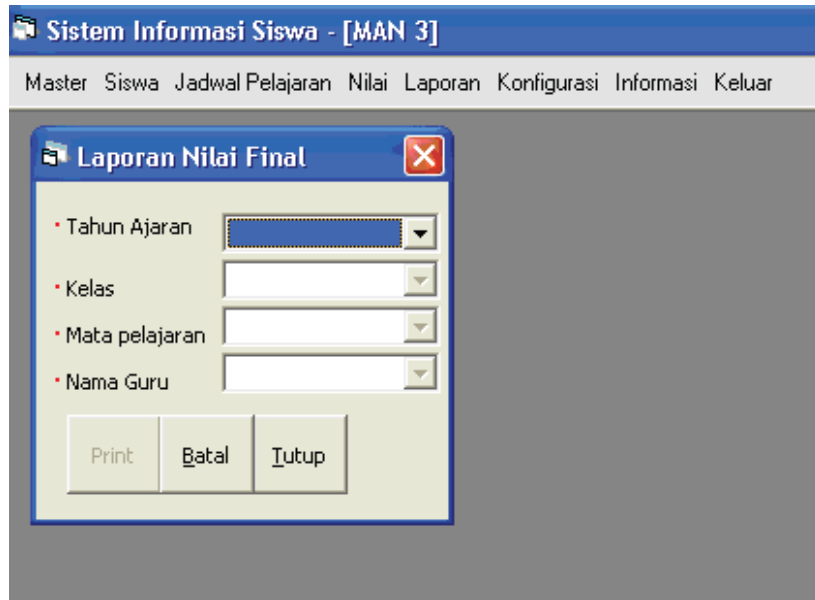 Sistem Informasi Siswa - [MAN 3]
Master Siswa Jadwal Pelajaran Nilai Laporan Konfigurasi Informasi Keluar
Laporan Nilai Final
Tahun Ajaran
Kelas
Mata pelajaran
Nama Guru
Print Batal Tutup